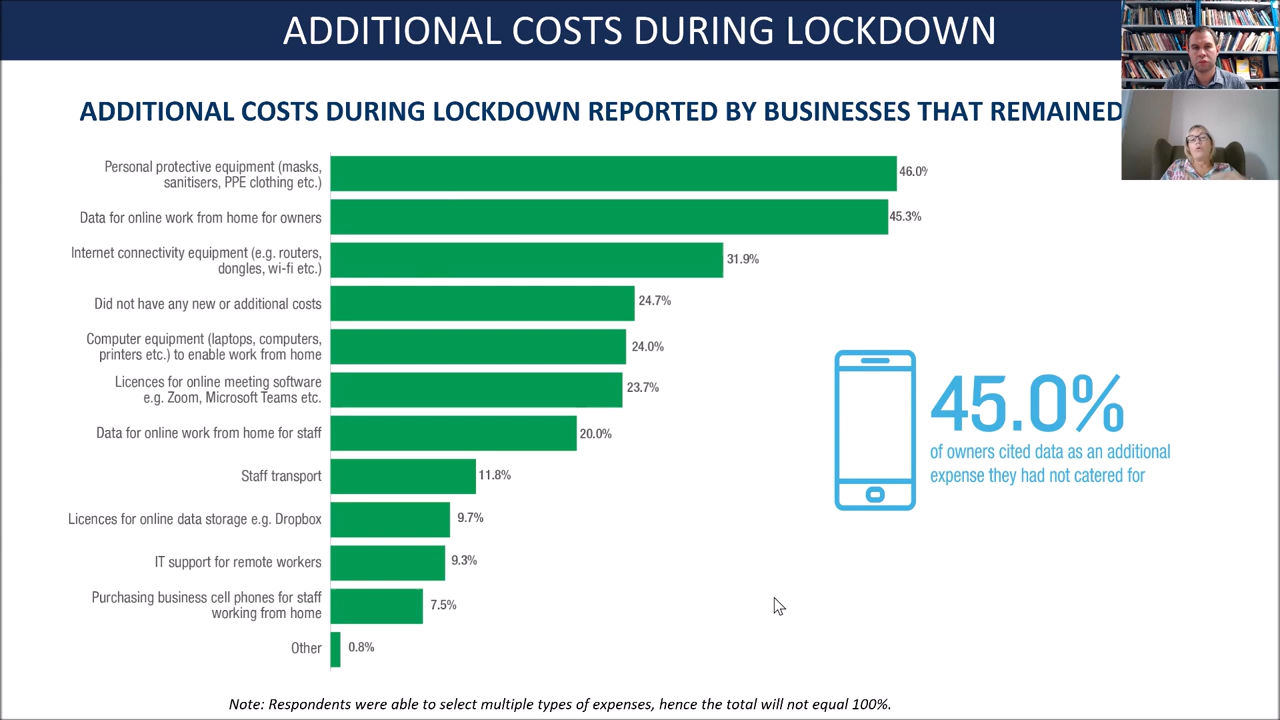 ADDITIONAL COSTS DURING LOCKDOWN
ADDITIONAL COSTS DURING LOCKDOWN REPORTED BY BUSINESSES THAT REMAINED
Personal protective equipment (masks,
sanitisers, PPE clothing etc.)
46.0%
Data for online work from home for owners
45.3%
Internet connectivity equipment (e.g. routers,
dongles, wi-fi etc.)
31.9%
Did not have any new or additional costs
24.7%
Computer equipment (laptops, computers,
printers etc.) to enable work from home
24.0%
Licences for online meeting software
e.g. Zoom, Microsoft Teams etc.
23.7%
Data for online work from home for staff
20.0%
Staff transport
11.8%
Licences for online data storage e.g. Dropbox
9.7%
IT support for remote workers
9.3%
Purchasing business cell phones for staff
working from home
7.5%
Other
0.8%
45.0%
of owners cited data as an additional
expense they had not catered for
Note: Respondents were able to select multiple types of expenses, hence the total will not equal 100%.